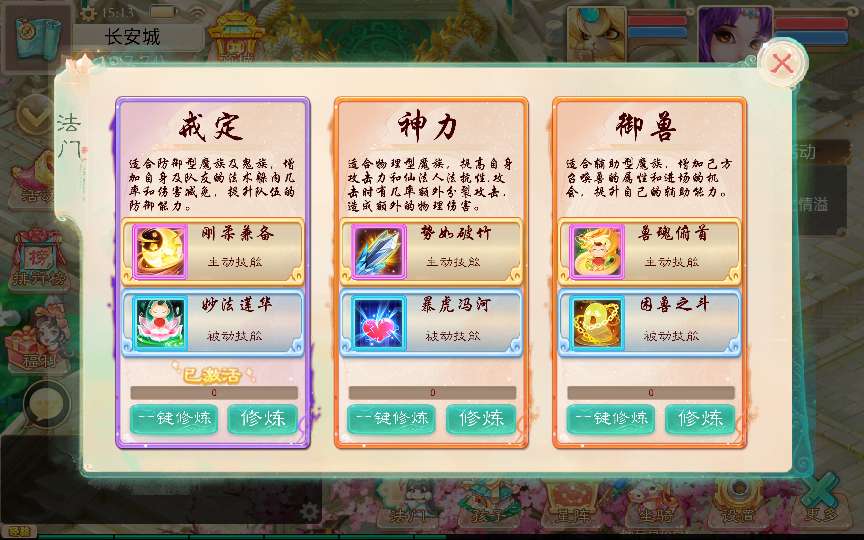 15:13
长安城
法门
戒定
适合防御型魔族及鬼族，增
加自身及队友的法术躲闪几
率和伤害减免，提升队伍的
防御能力。
刚柔兼备
主动技能
妙法莲华
被动技能
已激活
0
一键修炼
修炼
神力
适合物理型魔族，提高自身
攻击力和仙法人法抗性，攻
击时有几率额外分裂攻击，
造成额外的物理伤害。
势如破竹
主动技能
暴虎冯河
被动技能
0
一键修炼
修炼
御兽
适合辅助型魔族，增加己方
召唤兽的属性和进场的机
会，提升自己的辅助能力。
兽魂俯首
主动技能
困兽之斗
被动技能
0
一键修炼
修炼
活动
情溢
排行榜
福利
法门
孩子
星阵
坐骑
设置
更多
经验